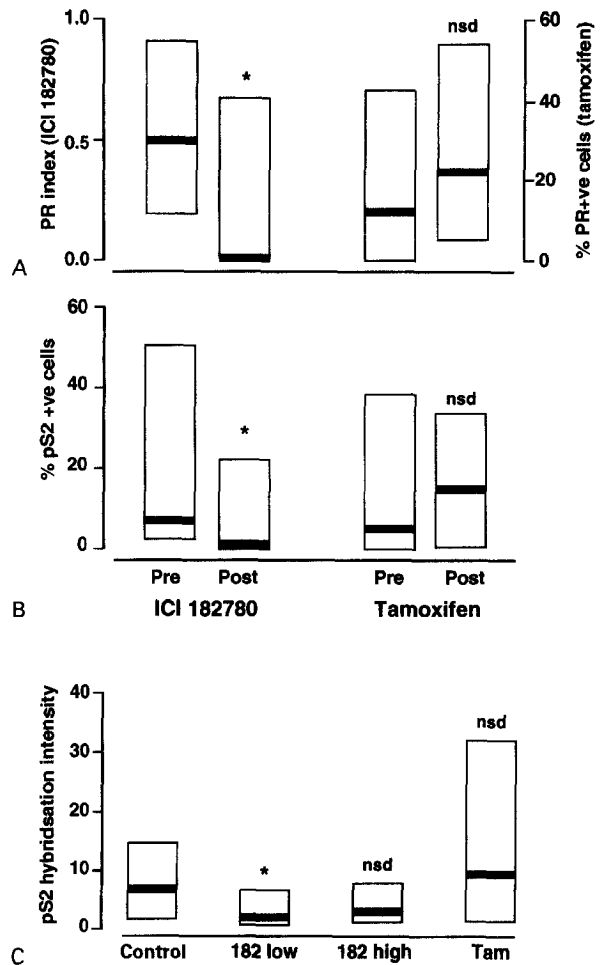 1.0
0.5
0.0
PR index (ICI 182780)
*
nsd
60
40
20
0
% PR+ve cells (tamoxifen)
A
60
40
20
0
% pS2 +ve cells
*
nsd
Pre Post Pre Post
ICI 182780 Tamoxifen
B
40
30
20
10
0
pS2 hybridsation intensity
*
nsd
nsd
Control 182 low 182 high Tam
C